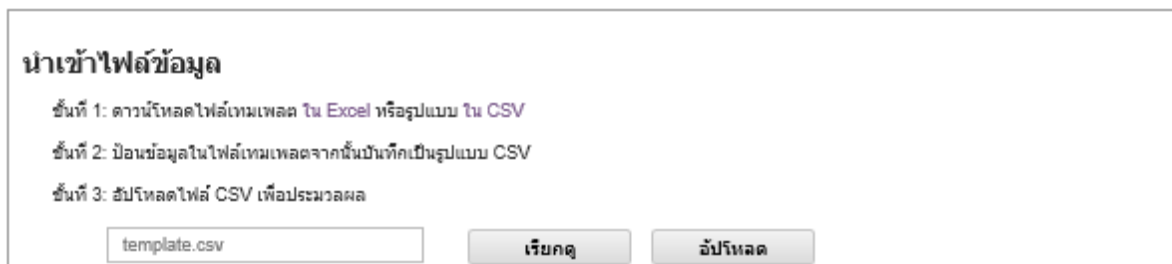 นำเข้าไฟล์ข้อมูล
ขั้นที่ 1: ดาวน์โหลดไฟล์เทมเพลต ใน Excel หรือรูปแบบ ใน CSV
ขั้นที่ 2: ป้อนข้อมูลในไฟล์เทมเพลตจากนั้นบันทึกเป็นรูปแบบ CSV
ขั้นที่ 3: อัปโหลดไฟล์ CSV เพื่อประมวลผล
template.csv เรียกดู อัปโหลด